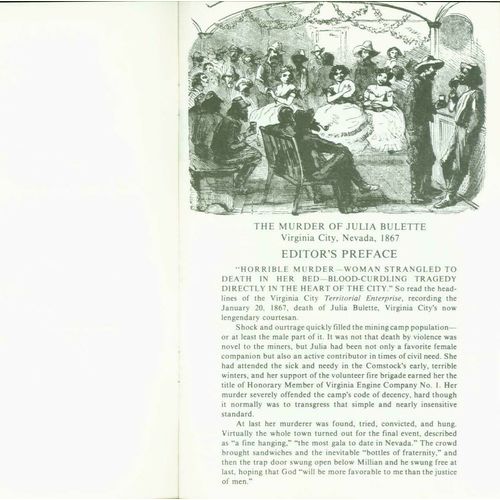 THE MURDER OF JULIA BULETTE
Virginia City, Nevada, 1867
EDITOR'S PREFACE
"HORRIBLE MURDER—WOMAN STRANGLED TO
DEATH IN HER BED—BLOOD-CURDLING TRAGEDY
DIRECTLY IN THE HEART OF THE CITY." So read the head-
lines of the Virginia City Territorial Enterprise, recording the
January 20, 1867, death of Julia Bulette, Virginia City's now
lengendary courtesan.
Shock and ourtrage quickly filled the mining camp population—
or at least the male part of it. It was not that death by violence was
novel to the miners, but Julia had been not only a favorite female
companion but also an active contributor in times of civil need. She
had attended the sick and needy in the Comstock's early, terrible
winters, and her support of the volunteer fire brigade earned her the
title of Honorary Member of Virginia Engine Company No. 1. Her
murder severely offended the camp's code of decency, hard though
it normally was to transgress that simple and nearly insensitive
standard.
At last her murderer was found, tried, convicted, and hung.
Virtually the whole town turned out for the final event, described
as "a fine hanging," "the most gala to date in Nevada." The crowd
brought sandwiches and the inevitable "bottles of fraternity," and
then the trap door swung open below Millian and he swung free at
last, hoping that God "will be more favorable to me than the justice
of men."